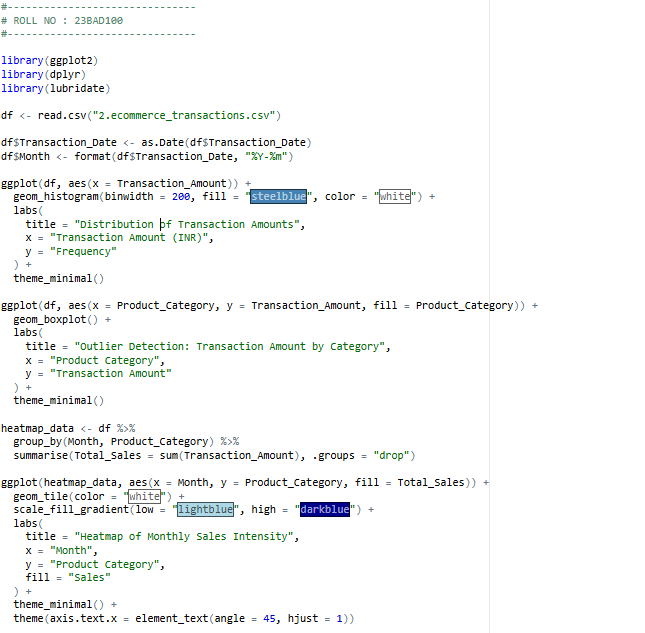 #------------------------------
# ROLL NO : 23BAD100
#------------------------------
library(ggplot2)
library(dplyr)
library(lubridate)
df <- read.csv("2.ecommerce_transactions.csv")
df$Transaction_Date <- as.Date(df$Transaction_Date)
df$Month <- format(df$Transaction_Date, "%Y-%m")
ggplot(df, aes(x = Transaction_Amount)) +
  geom_histogram(binwidth = 200, fill = "steelblue", color = "white") +
  labs(
    title = "Distribution of Transaction Amounts",
    x = "Transaction Amount (INR)",
    y = "Frequency"
  ) +
  theme_minimal()
ggplot(df, aes(x = Product_Category, y = Transaction_Amount, fill = Product_Category)) +
  geom_boxplot() +
  labs(
    title = "Outlier Detection: Transaction Amount by Category",
    x = "Product Category",
    y = "Transaction Amount"
  ) +
  theme_minimal()
heatmap_data <- df %>%
  group_by(Month, Product_Category) %>%
  summarise(Total_Sales = sum(Transaction_Amount), .groups = "drop")
ggplot(heatmap_data, aes(x = Month, y = Product_Category, fill = Total_Sales)) +
  geom_tile(color = "white") +
  scale_fill_gradient(low = "lightblue", high = "darkblue") +
  labs(
    title = "Heatmap of Monthly Sales Intensity",
    x = "Month",
    y = "Product Category",
    fill = "Sales"
  ) +
  theme_minimal() +
  theme(axis.text.x = element_text(angle = 45, hjust = 1))